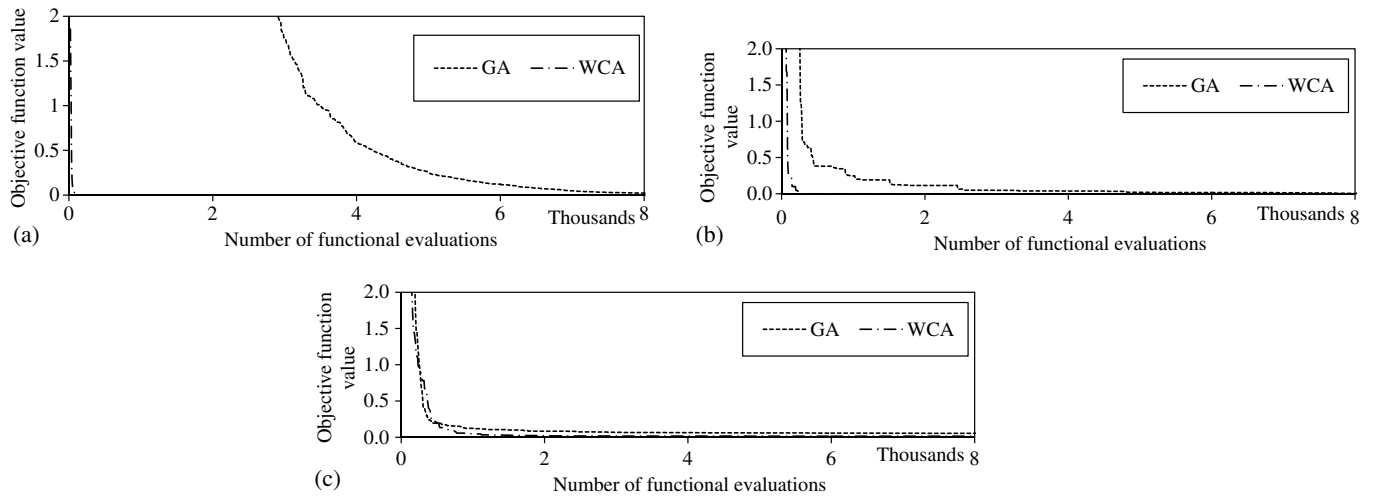 Objective function value
2
1.5
1
0.5
0
GA
WCA
0
2
4
6
8
Thousands
Number of functional evaluations
(a)
Objective function
value
2.0
1.5
1.0
0.5
0.0
GA
WCA
0
2
4
6
8
Thousands
Number of functional evaluations
(b)
Objective function
value
2.0
1.5
1.0
0.5
0.0
GA
WCA
0
2
4
6
8
Thousands
Number of functional evaluations
(c)